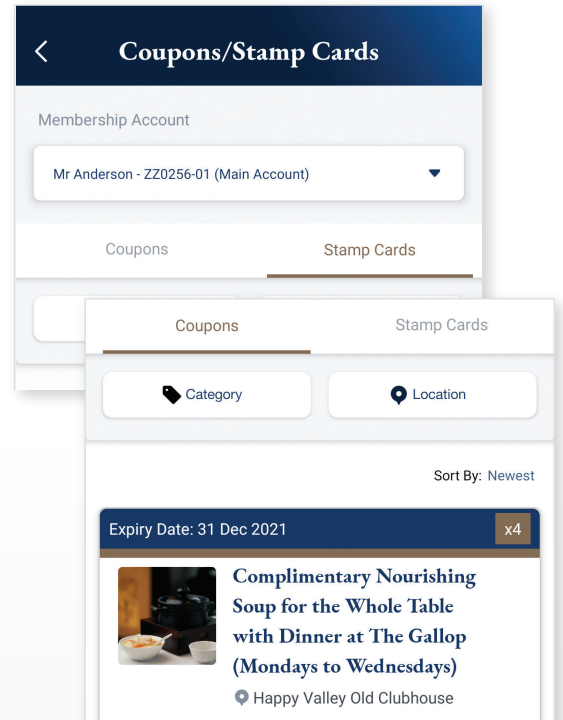 Coupons/Stamp Cards
Membership Account
Mr Anderson - ZZ0256-01 (Main Account)
Coupons
Stamp Cards
Coupons
Stamp Cards
Category
Location
Sort By: Newest
Expiry Date: 31 Dec 2021
x4
Complimentary Nourishing
Soup for the Whole Table
with Dinner at The Gallop
(Mondays to Wednesdays)
Happy Valley Old Clubhouse